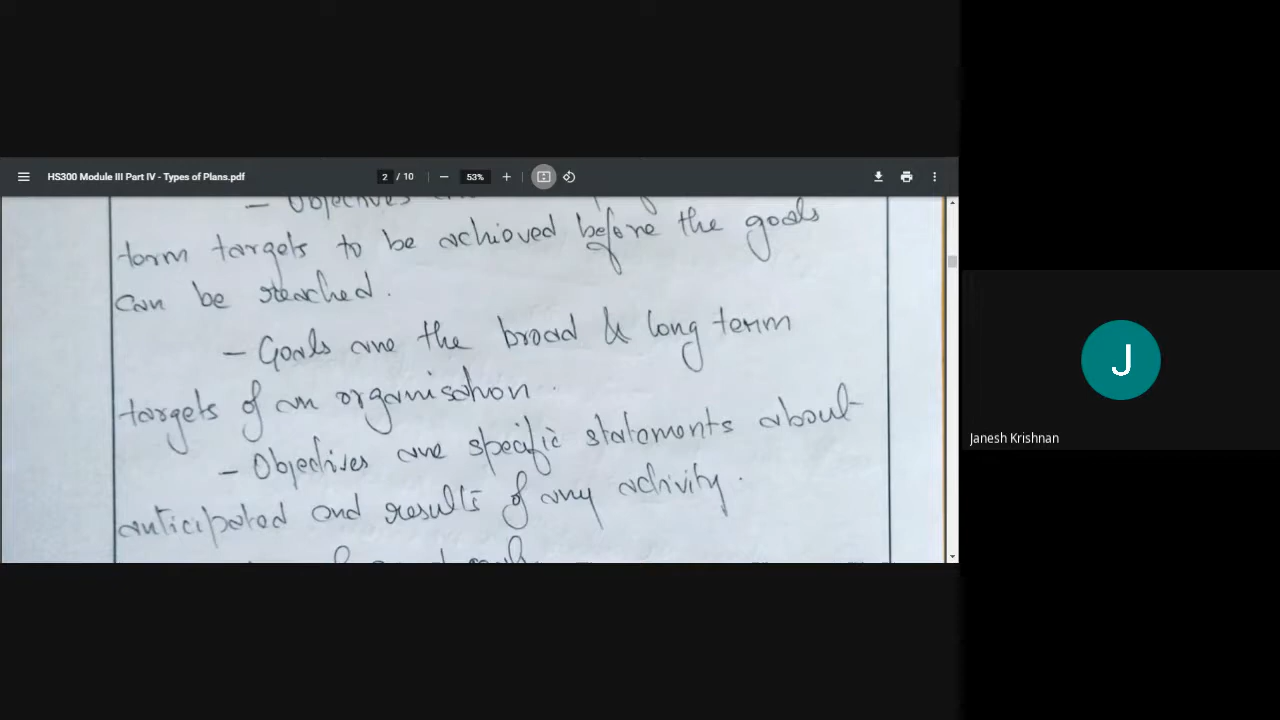 HS300 Module III Part IV - Types of Plans.pdf
2 / 10
53%
- Objectives
term targets to be achieved before the goals
can be reached.
- Goals are the broad & long term
targets of an organisation.
- Objectives are specific statements about
anticipated end results of any activity.
J
Janesh Krishnan